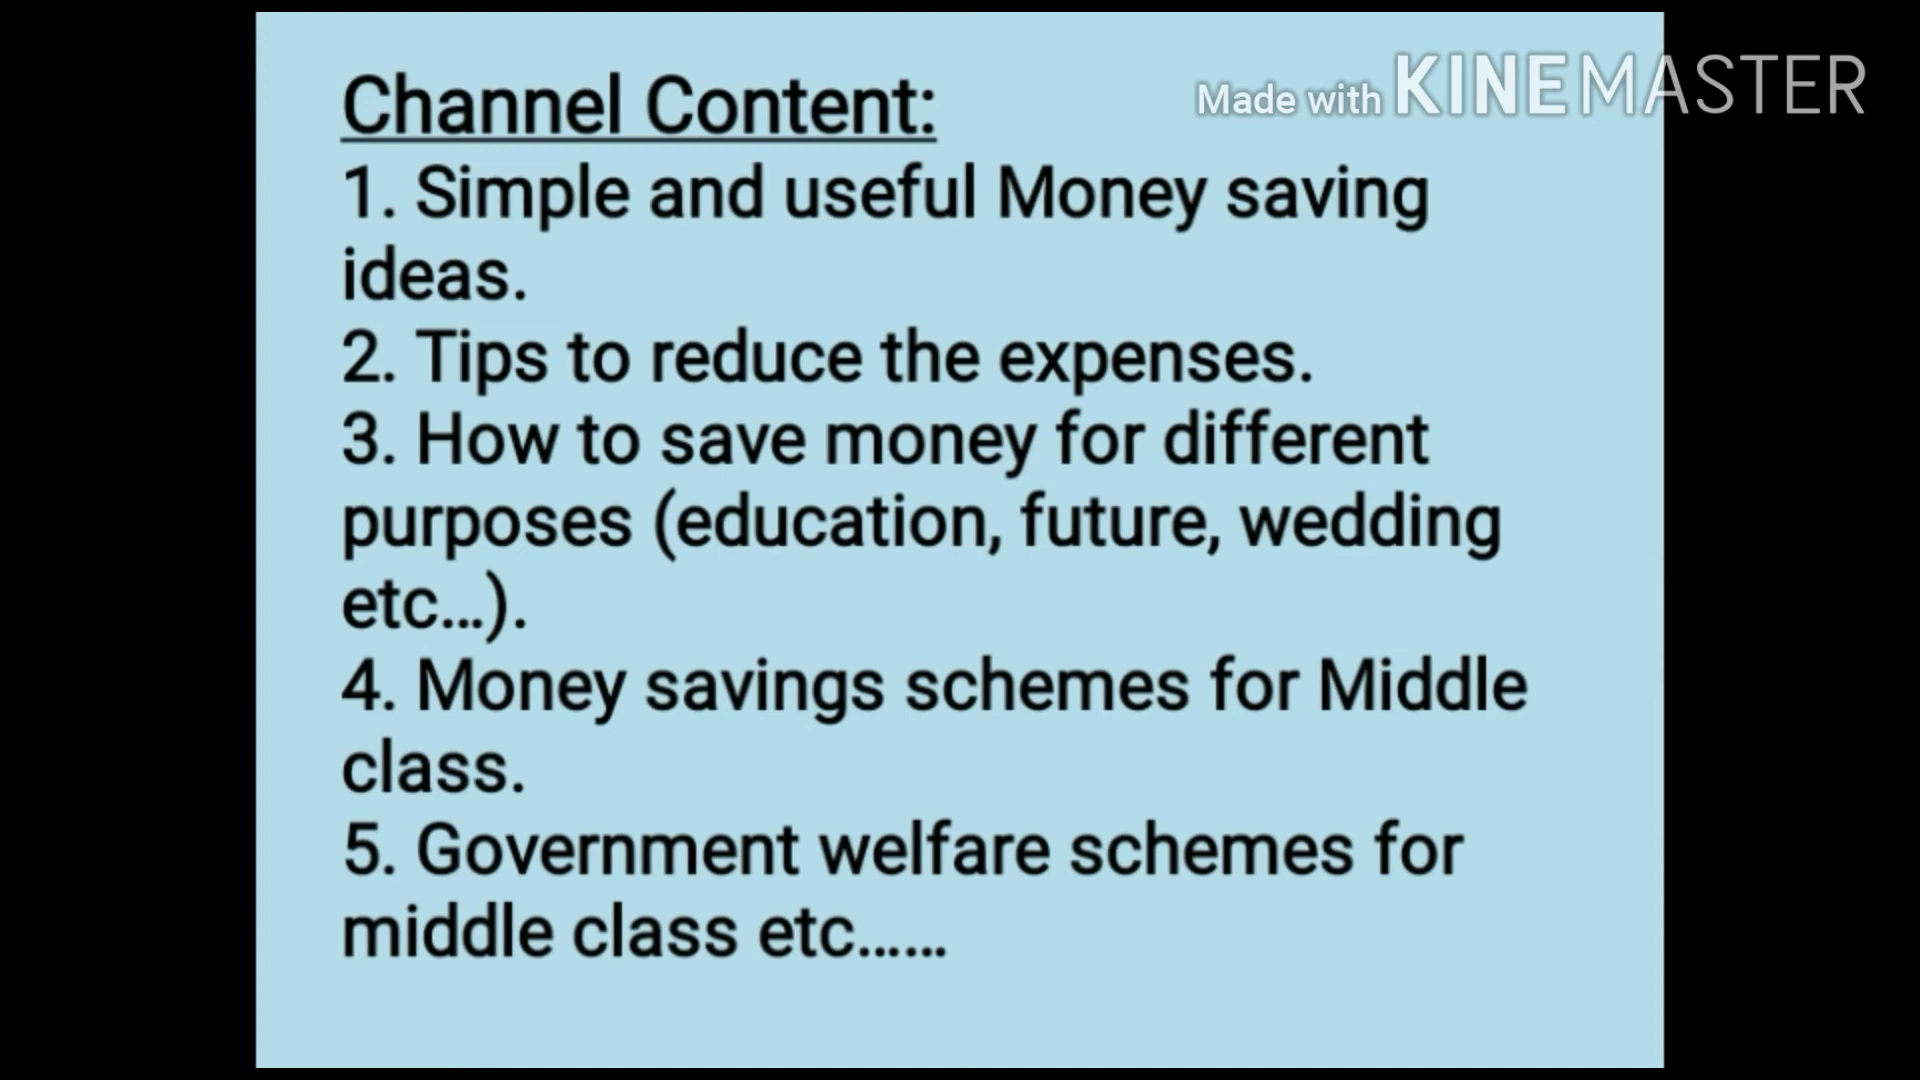 Channel Content:
Made with KINEMASTER
1. Simple and useful Money saving
ideas.
2. Tips to reduce the expenses.
3. How to save money for different
purposes (education, future, wedding
etc...).
4. Money savings schemes for Middle
class.
5. Government welfare schemes for
middle class etc......